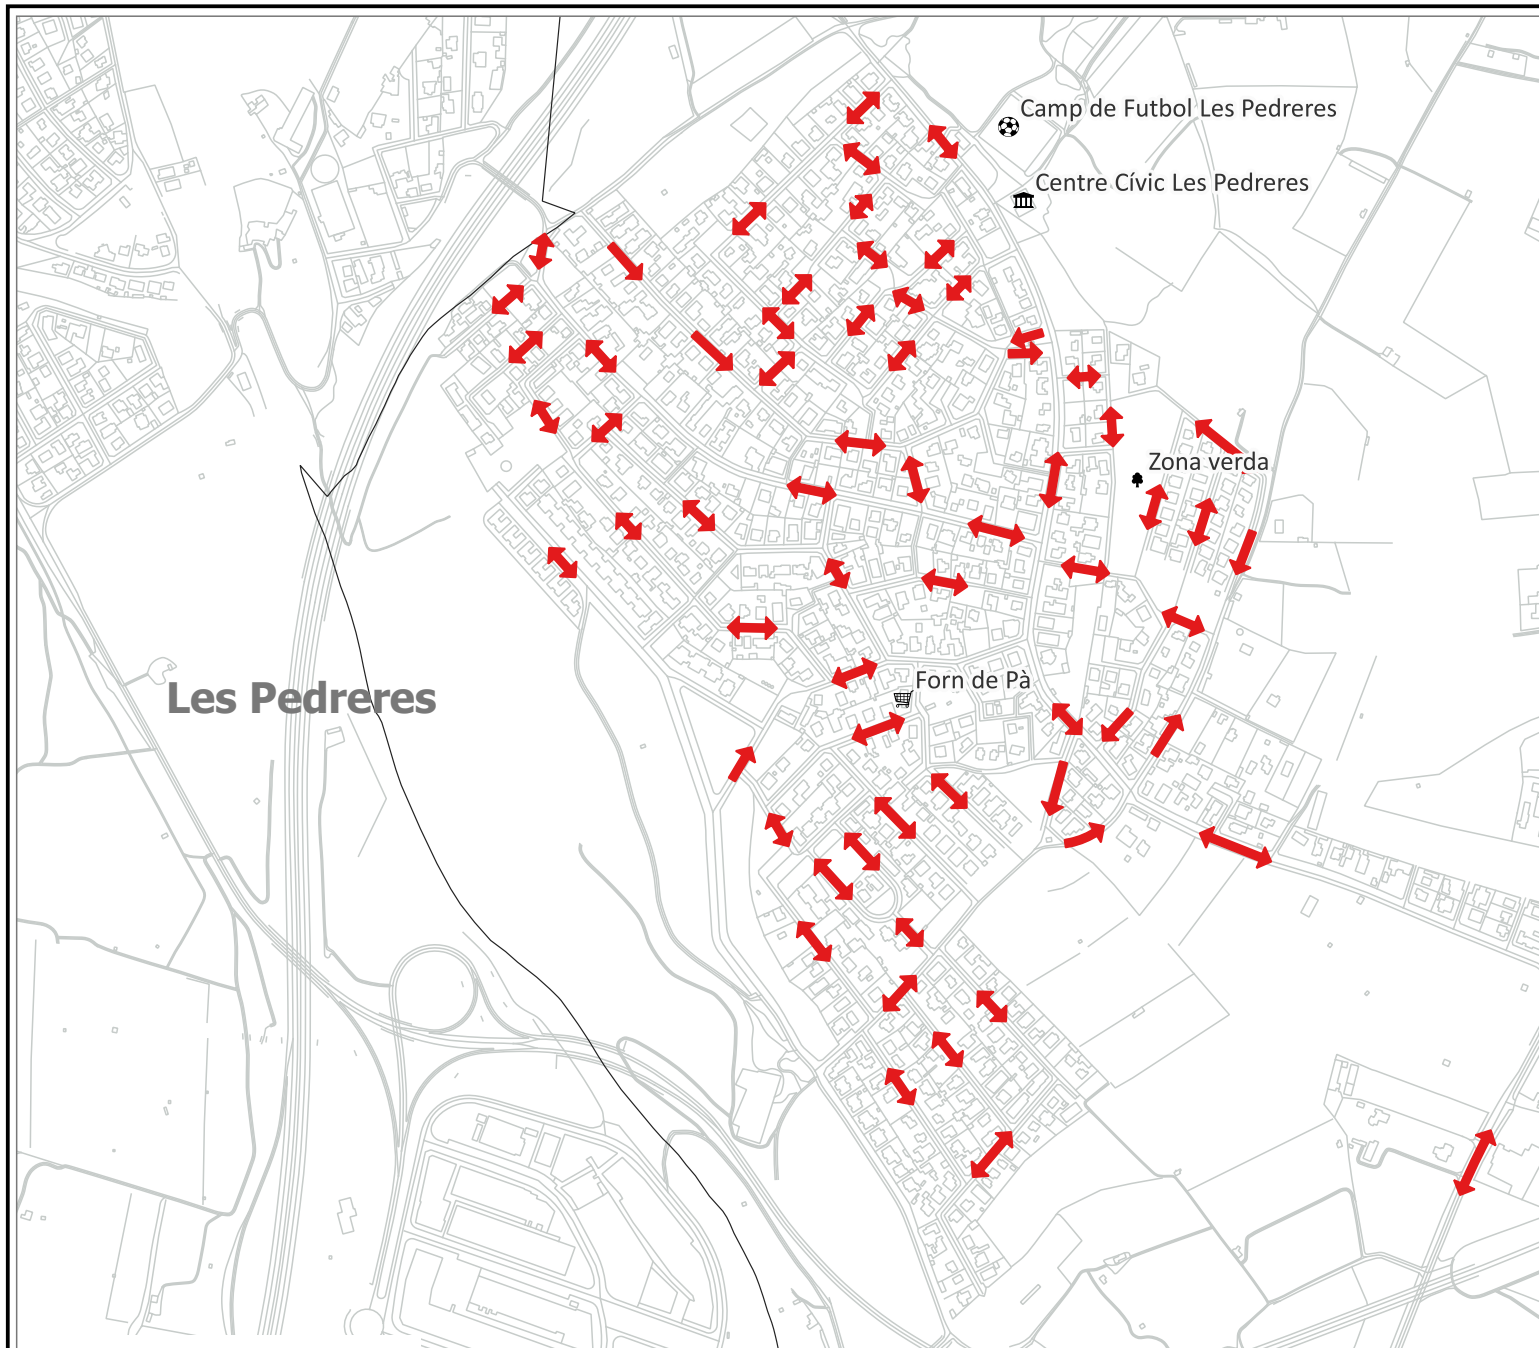 Camp de Futbol Les Pedreres
Centre Cívic Les Pedreres
Zona verda
Forn de Pà
Les Pedreres